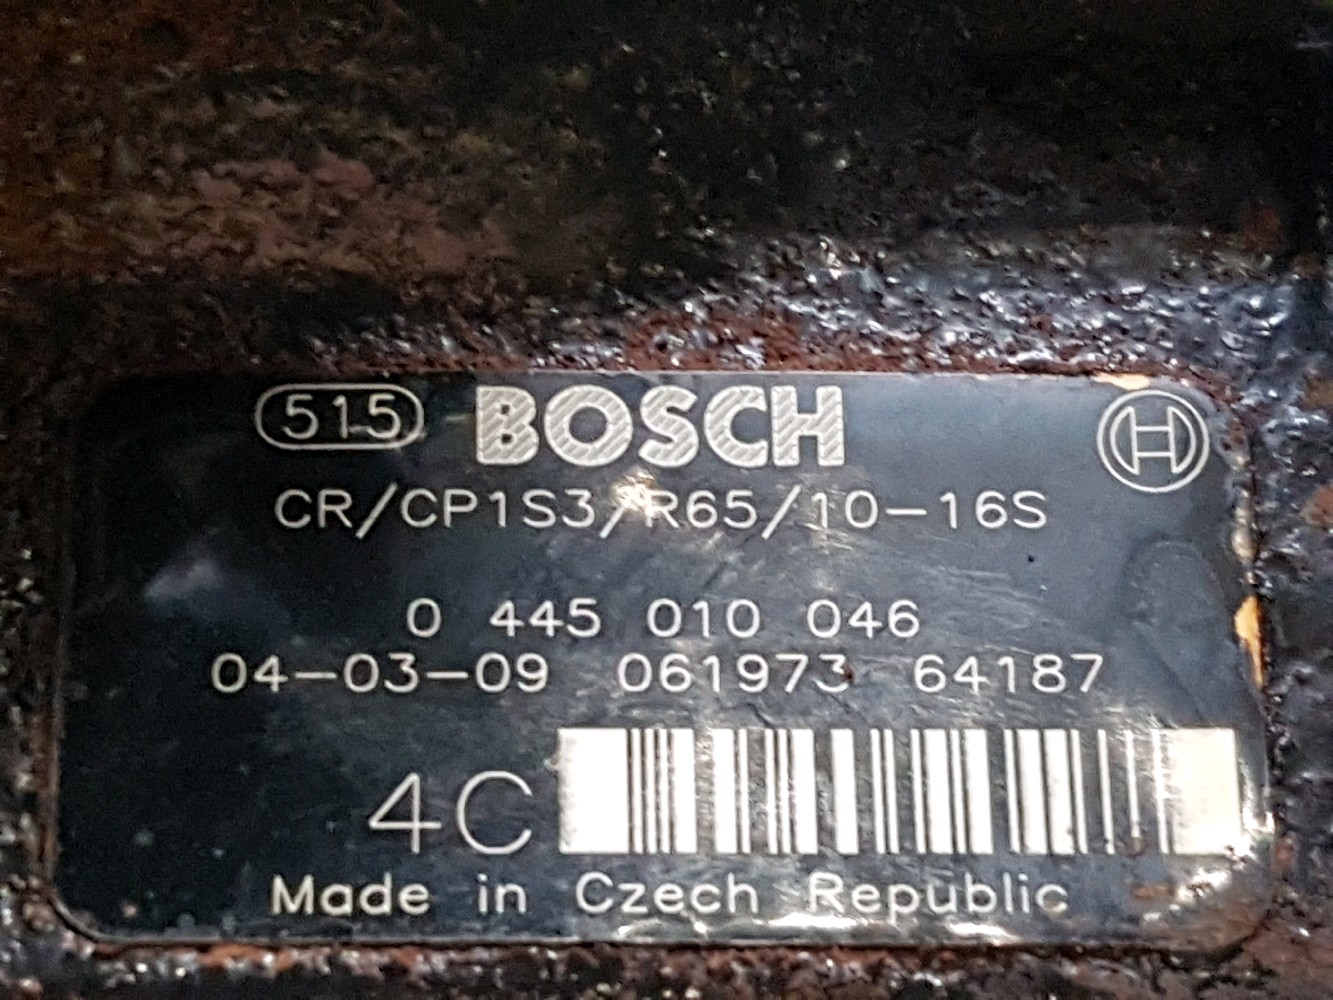 515 BOSCH
CR/CP1S3/R65/10-16S
0 445 010 046
04-03-09 061973 64187
4C
Made in Czech Republic